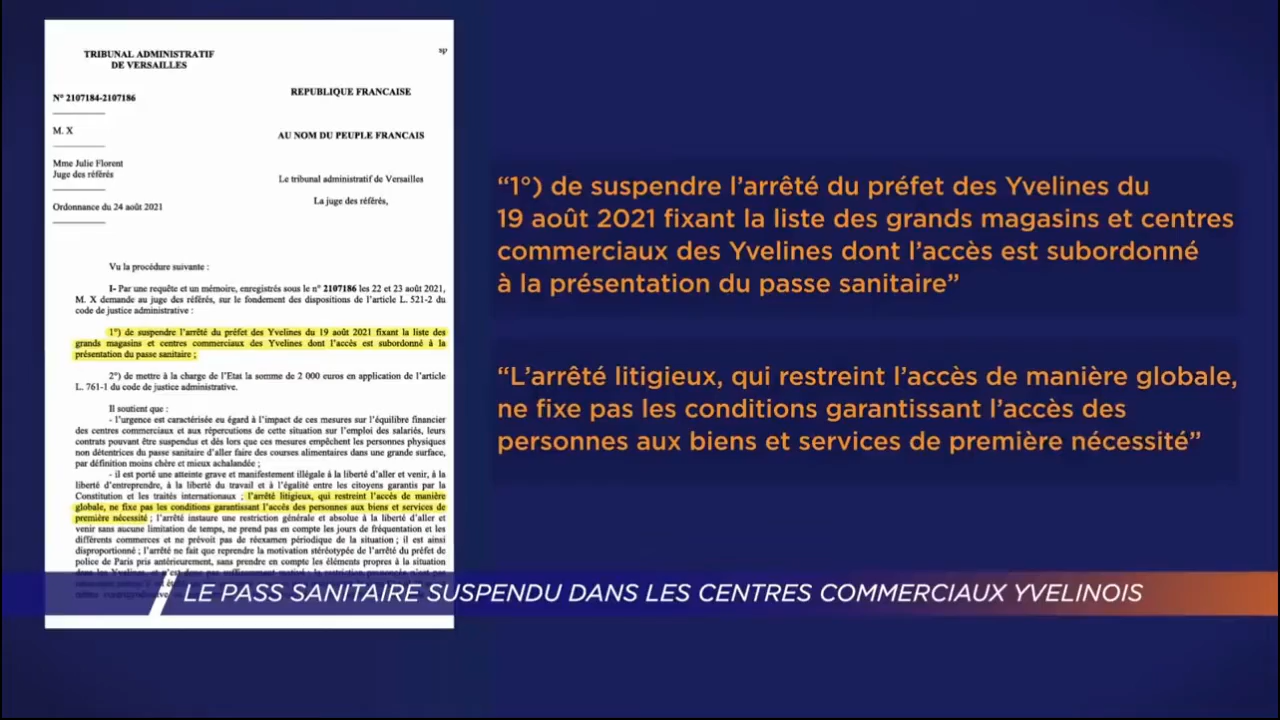 TRIBUNAL ADMINISTRATIF
DE VERSAILLES
sp
N° 2107184-2107186
REPUBLIQUE FRANCAISE
M. X
AU NOM DU PEUPLE FRANCAIS
Mme Julie Florent
Juge des référés
Le tribunal administratif de Versailles
La juge des référés,
Ordonnance du 24 août 2021
Vu la procédure suivante :
I- Par une requête et un mémoire, enregistrés sous le n° 2107186 les 22 et 23 août 2021,
M. X demande au juge des référés, sur le fondement des dispositions de l'article L. 521-2 du
code de justice administrative :
1°) de suspendre l'arrêté du préfet des Yvelines du 19 août 2021 fixant la liste des
grands magasins et centres commerciaux des Yvelines dont l'accès est subordonné à la
présentation du passe sanitaire ;
2°) de mettre à la charge de l'Etat la somme de 2 000 euros en application de l'article
L. 761-1 du code de justice administrative.
Il soutient que :
- l'urgence est caractérisée eu égard à l'impact de ces mesures sur l'équilibre financier
des centres commerciaux et aux répercutions de cette situation sur l'emploi des salariés, leurs
contrats pouvant être suspendus et dès lors que ces mesures empêchent les personnes physiques
non détentrices du passe sanitaire d'aller faire des courses alimentaires dans une grande surface,
par définition moins chère et mieux achalandée ;
- il est porté une atteinte grave et manifestement illégale à la liberté d'aller et venir, à la
liberté d'entreprendre, à la liberté du travail et à l'égalité entre les citoyens garantis par la
Constitution et les traités internationaux ; l'arrêté litigieux, qui restreint l'accès de manière
globale, ne fixe pas les conditions garantissant l'accès des personnes aux biens et services de
première nécessité ; l'arrêté instaure une restriction générale et absolue à la liberté d'aller et
venir sans aucune limitation de temps, ne prend pas en compte les jours de fréquentation et les
différents commerces et ne prévoit pas de réexamen périodique de la situation ; il est ainsi
disproportionné ; l'arrêté ne fait que reprendre la motivation stéréotypée de l'arrêté du préfet de
police de Paris pris antérieurement, sans prendre en compte les éléments propres à la situation
“1°) de suspendre l'arrêté du préfet des Yvelines du
19 août 2021 fixant la liste des grands magasins et centres
commerciaux des Yvelines dont l'accès est subordonné
à la présentation du passe sanitaire”
“L'arrêté litigieux, qui restreint l'accès de manière globale,
ne fixe pas les conditions garantissant l'accès des
personnes aux biens et services de première nécessité”
LE PASS SANITAIRE SUSPENDU DANS LES CENTRES COMMERCIAUX YVELINOIS